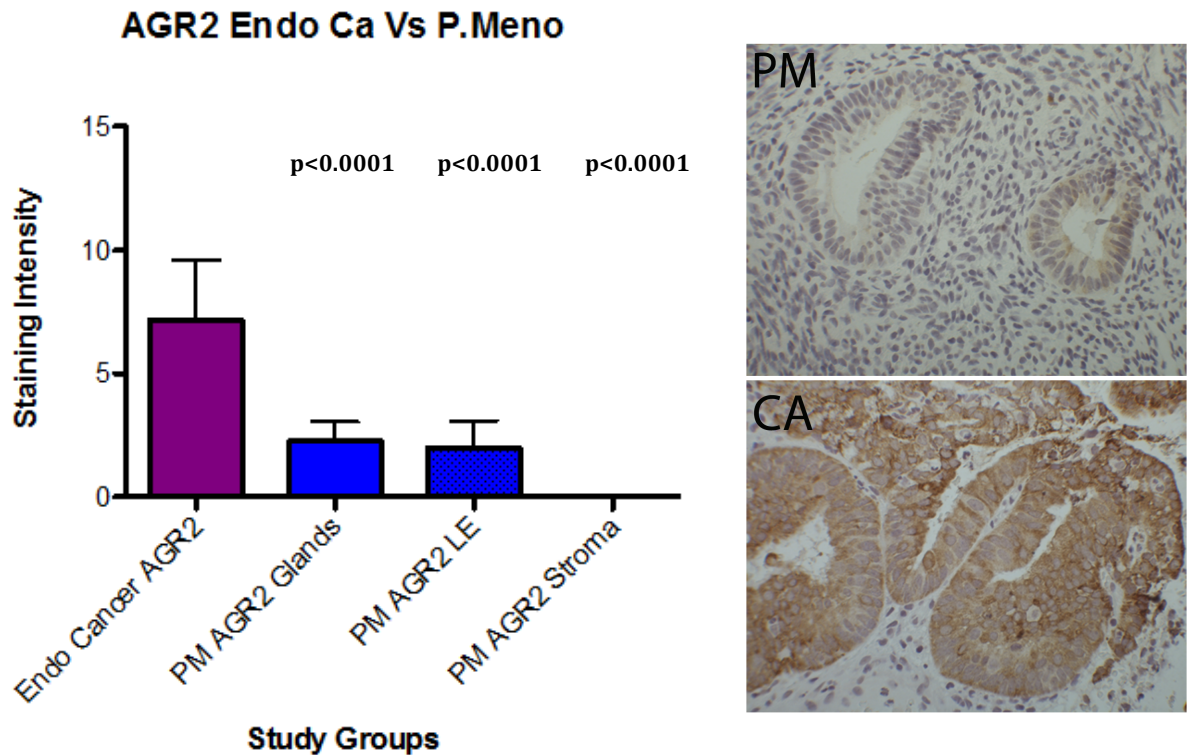 AGR2 Endo Ca Vs P.Meno
Staining Intensity
15
10
5
0
p<0.0001
p<0.0001
p<0.0001
Endo Cancer AGR2
PM AGR2 Glands
PM AGR2 LE
PM AGR2 Stroma
Study Groups
PM
CA